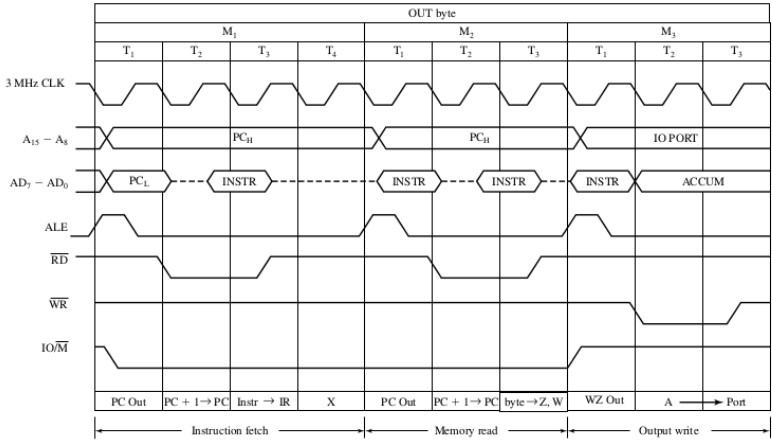 OUT byte
M1 M2 M3
T1 T2 T3 T4 T1 T2 T3 T1 T2 T3
3 MHz CLK
A15 – A8 PCH PCH IO PORT
AD7 – AD0 PCL INSTR INSTR INSTR INSTR ACCUM
ALE
R̅D̅
W̅R̅
IO/M̅
PC Out PC + 1→PC Instr → IR X PC Out PC + 1→PC byte→Z, W WZ Out A → Port
Instruction fetch Memory read Output write